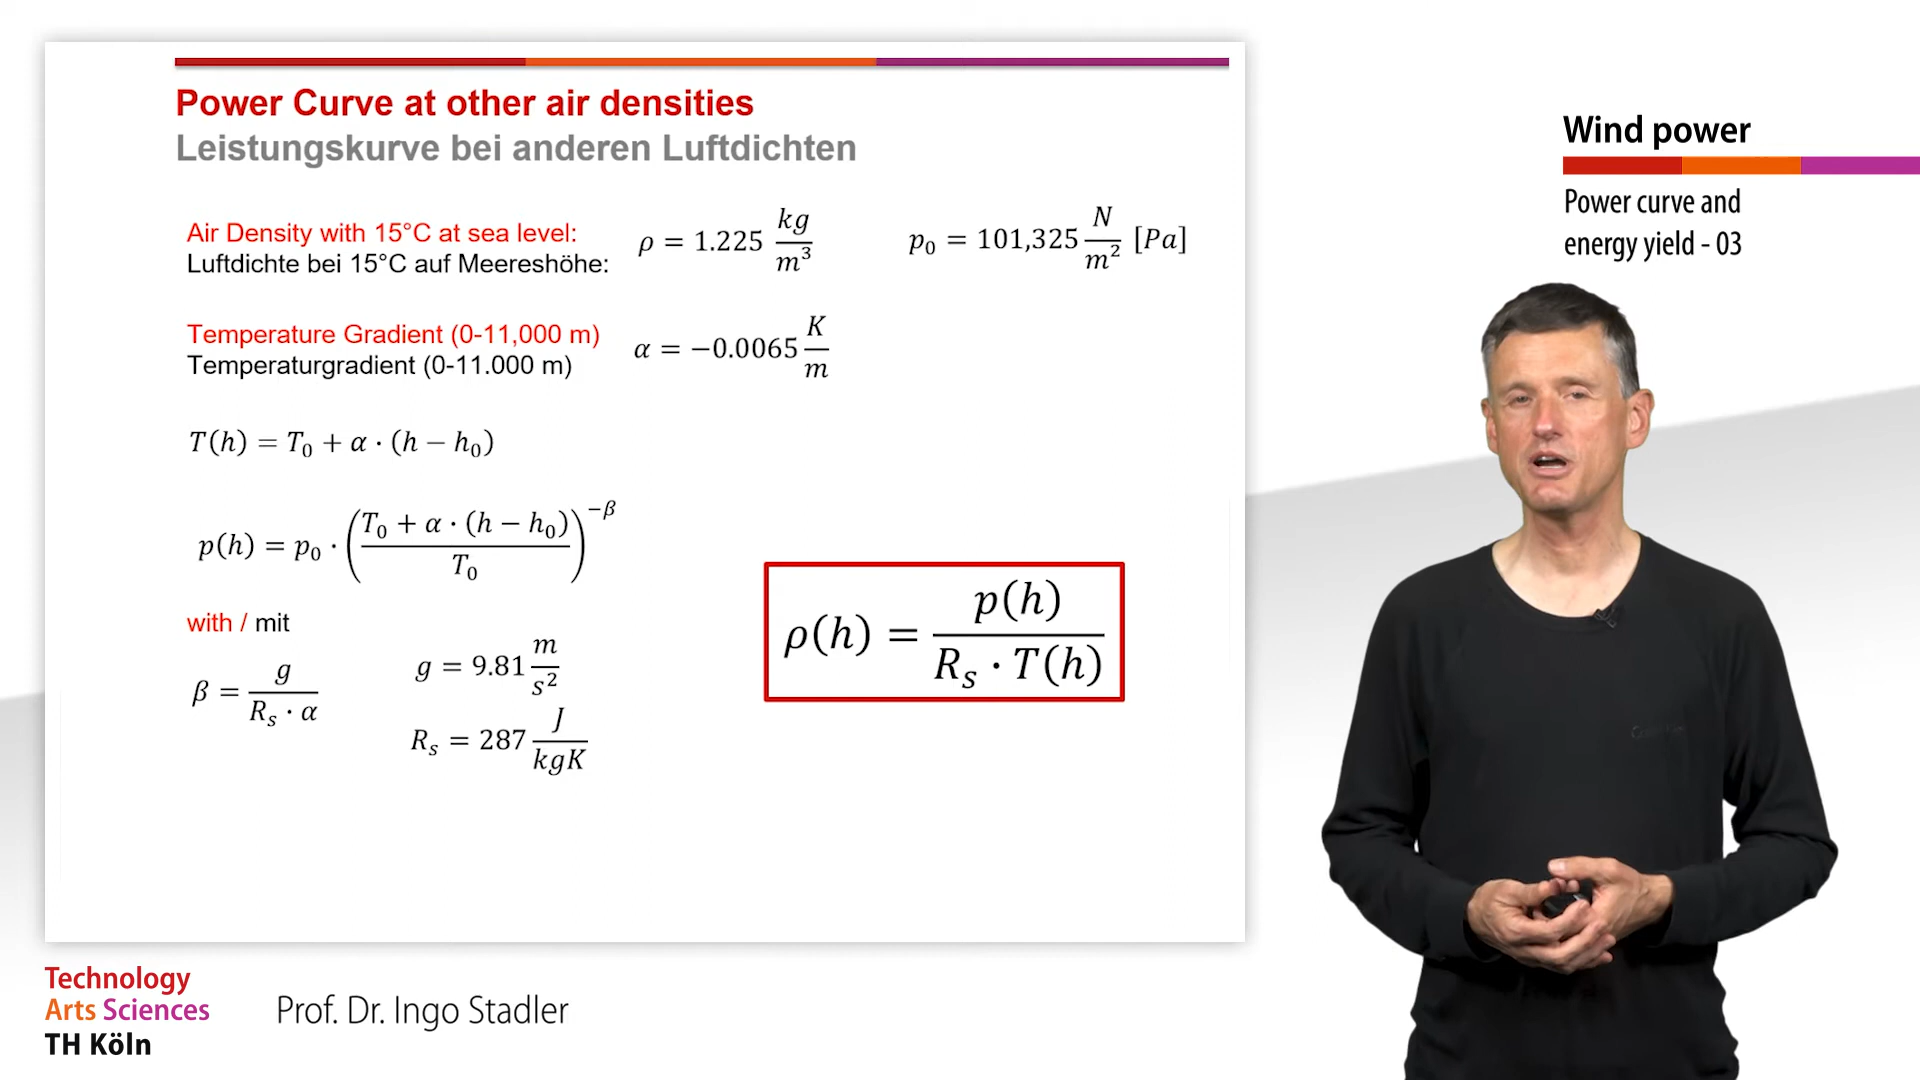 Power Curve at other air densities
Leistungskurve bei anderen Luftdichten
Air Density with 15°C at sea level:
Luftdichte bei 15°C auf Meereshöhe:
ρ = 1.225 kg/m³
p₀ = 101,325 N/m² [Pa]
Temperature Gradient (0-11,000 m)
Temperaturgradient (0-11.000 m)
α = −0.0065 K/m
T(h) = T₀ + α · (h − h₀)
p(h) = p₀ · ((T₀ + α · (h − h₀))/T₀)^−β
with / mit
β = g/(Rₛ · α)
g = 9.81 m/s²
Rₛ = 287 J/kgK
ρ(h) = p(h)/(Rₛ · T(h))
Wind power
Power curve and
energy yield - 03
Technology
Arts Sciences
TH Köln
Prof. Dr. Ingo Stadler